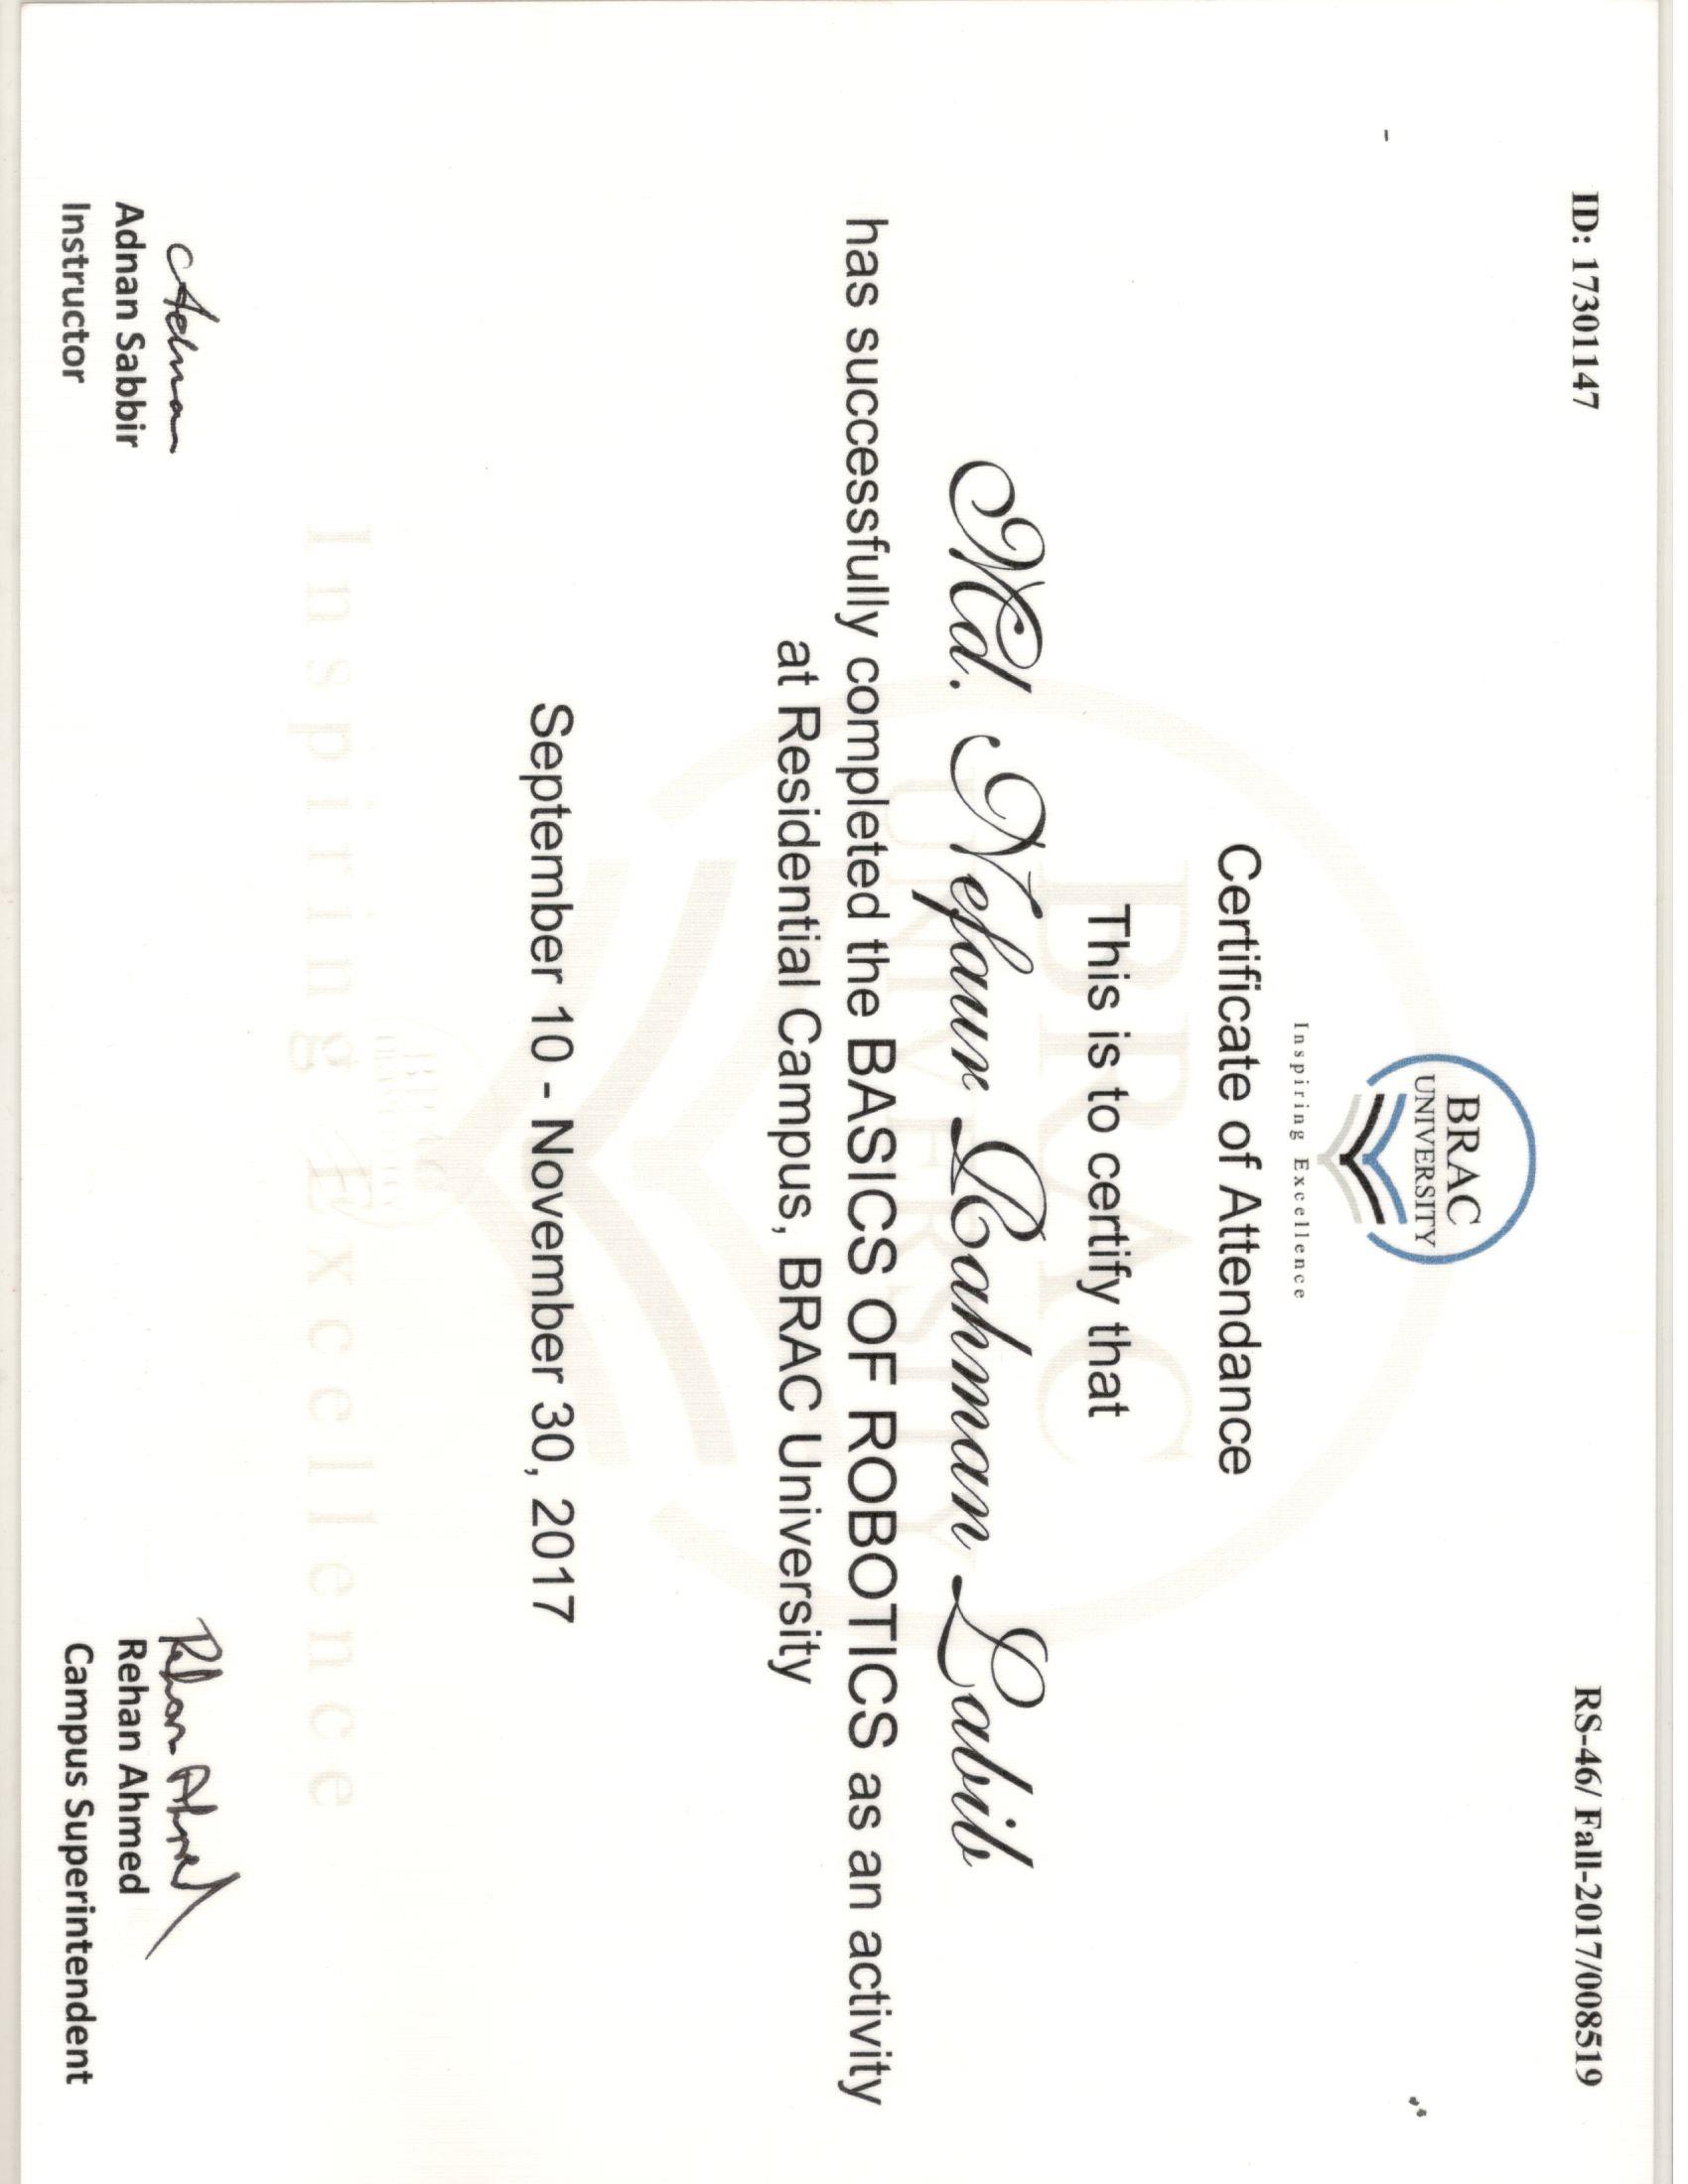 ID: 17301147
RS-46/ Fall-2017/008519
BRAC
UNIVERSITY
Inspiring Excellence
Certificate of Attendance
This is to certify that
Md. Nefaur Rahman Labib
has successfully completed the BASICS OF ROBOTICS as an activity
at Residential Campus, BRAC University
September 10 - November 30, 2017
BRAC
UNIVERSITY
Inspiring Excellence
Adnan
Adnan Sabbir
Instructor
Rehan Ahmed
Rehan Ahmed
Campus Superintendent